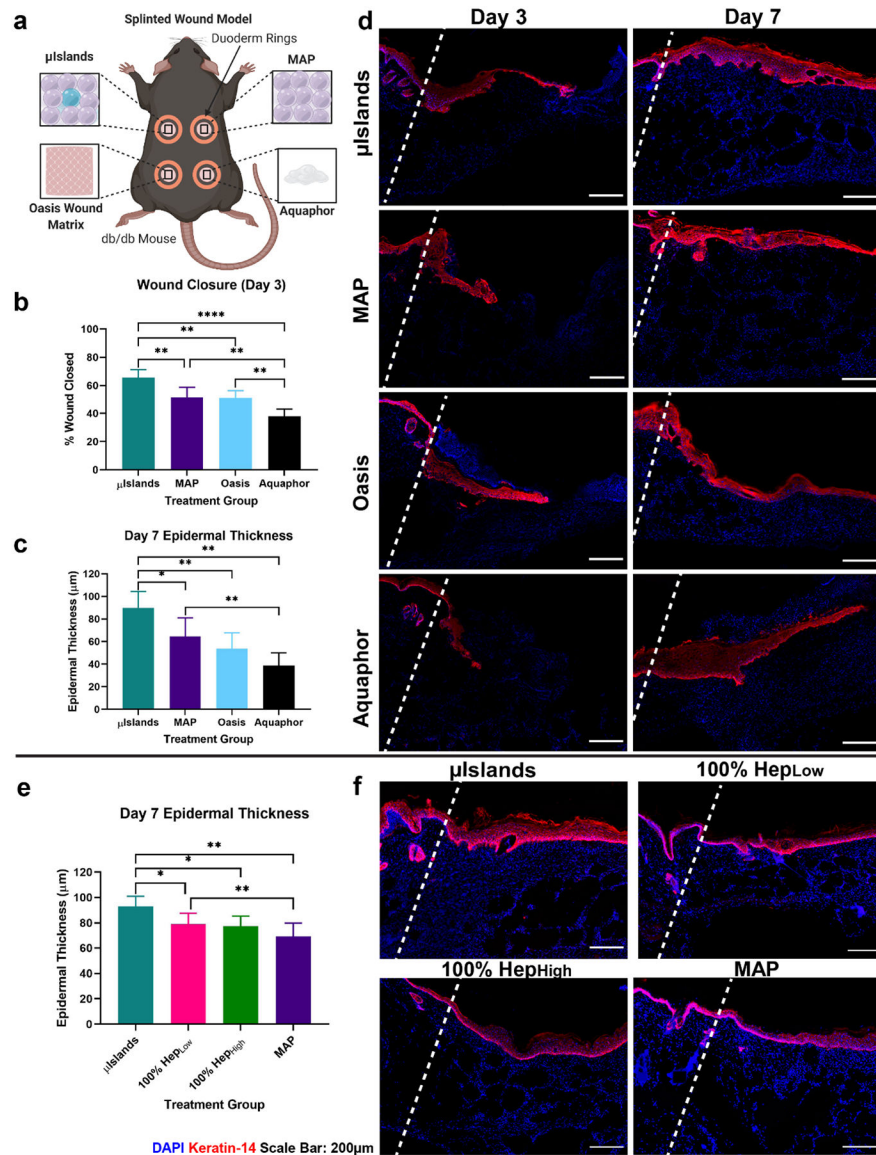 a
Splinted Wound Model
Duoderm Rings
µIslands
MAP
Oasis Wound
Matrix
Aquaphor
db/db Mouse
b
Wound Closure (Day 3)
****
**
** **
**
% Wound Closed
100
80
60
40
20
0
µIslands MAP Oasis Aquaphor
Treatment Group
c
Day 7 Epidermal Thickness
**
**
* **
Epidermal Thickness (µm)
120
100
80
60
40
20
0
µIslands MAP Oasis Aquaphor
Treatment Group
d
Day 3 Day 7
µIslands
MAP
Oasis
Aquaphor
e
Day 7 Epidermal Thickness
**
*
* **
Epidermal Thickness (µm)
120
100
80
60
40
20
0
µIslands 100% HepLow 100% HepHigh MAP
Treatment Group
f
µIslands 100% HepLow
100% HepHigh MAP
DAPI Keratin-14 Scale Bar: 200µm